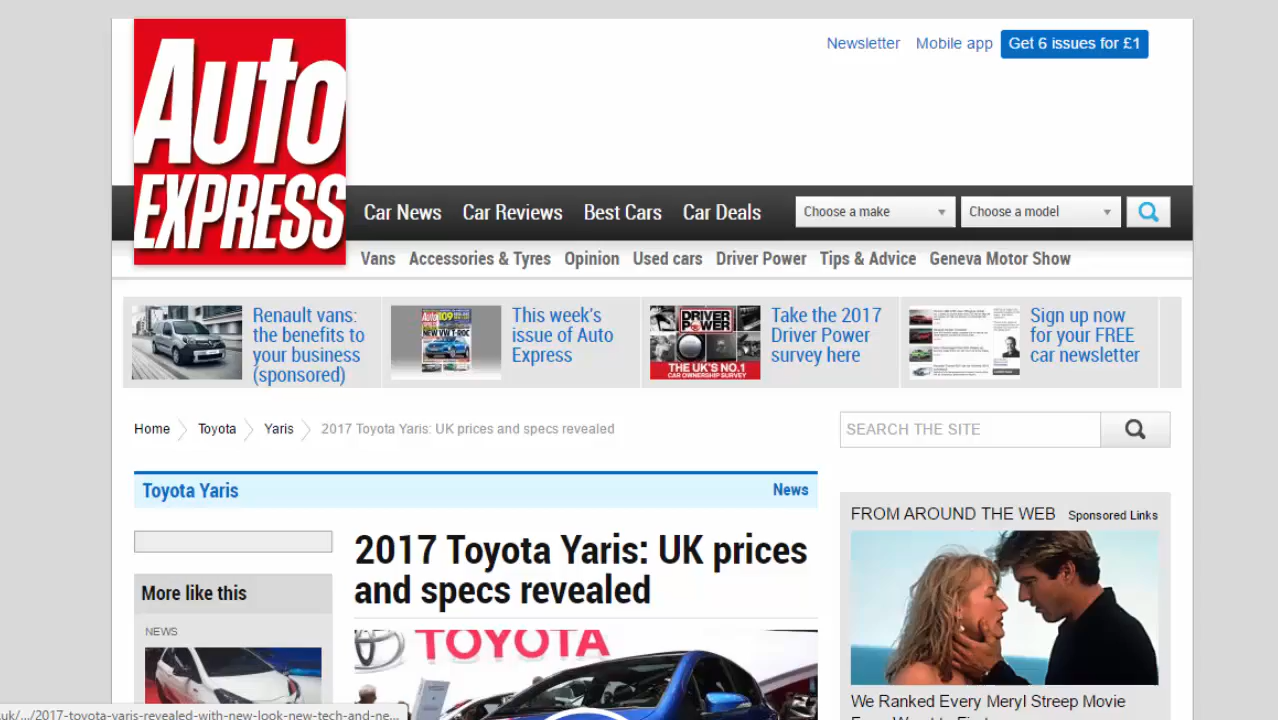 Auto
EXPRESS
Newsletter
Mobile app
Get 6 issues for £1
Car News
Car Reviews
Best Cars
Car Deals
Choose a make
Choose a model
Vans
Accessories & Tyres
Opinion
Used cars
Driver Power
Tips & Advice
Geneva Motor Show
Renault vans:
the benefits to
your business
(sponsored)
This week's
issue of Auto
Express
DRIVER
POWER
THE UK'S NO.1
CAR OWNERSHIP SURVEY
Take the 2017
Driver Power
survey here
Sign up now
for your FREE
car newsletter
Home
Toyota
Yaris
2017 Toyota Yaris: UK prices and specs revealed
SEARCH THE SITE
Toyota Yaris
News
2017 Toyota Yaris: UK prices
and specs revealed
More like this
NEWS
TOYOTA
FROM AROUND THE WEB
Sponsored Links
We Ranked Every Meryl Streep Movie
uk/.../2017-toyota-yaris-revealed-with-new-look-new-tech-and-ne...